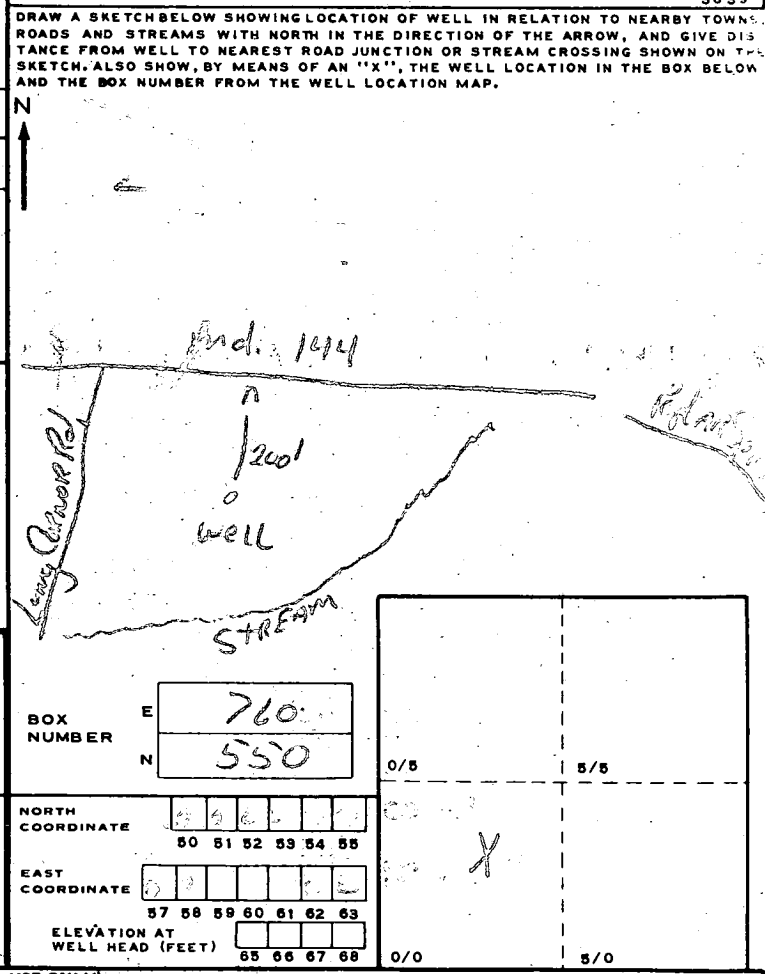 DRAW A SKETCH BELOW SHOWING LOCATION OF WELL IN RELATION TO NEARBY TOWNS,
ROADS AND STREAMS WITH NORTH IN THE DIRECTION OF THE ARROW, AND GIVE DIS
TANCE FROM WELL TO NEAREST ROAD JUNCTION OR STREAM CROSSING SHOWN ON THE
SKETCH. ALSO SHOW, BY MEANS OF AN "X", THE WELL LOCATION IN THE BOX BELOW
AND THE BOX NUMBER FROM THE WELL LOCATION MAP.
N
144
Long Corner Rd
200'
well
STREAM
BOX NUMBER
E 760
N 550
0/5 5/5
X
0/0 5/0
NORTH COORDINATE
50 51 52 53 54 55
EAST COORDINATE
57 58 59 60 61 62 63
ELEVATION AT
WELL HEAD (FEET)
65 66 67 68